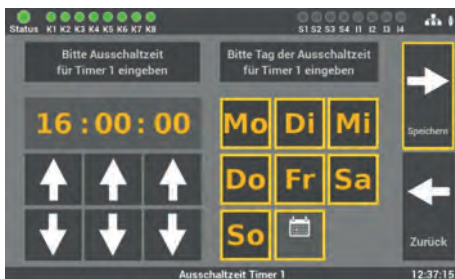 Status K1 K2 K3 K4 K5 K6 K7 K8 S1 S2 S3 S4 I1 I2 I3 I4
Bitte Ausschaltzeit
für Timer 1 eingeben
Bitte Tag der Ausschaltzeit
für Timer 1 eingeben
16 : 00 : 00
Mo Di Mi
Do Fr Sa
So
Speichern
Zurück
Ausschaltzeit Timer 1
12:37:15